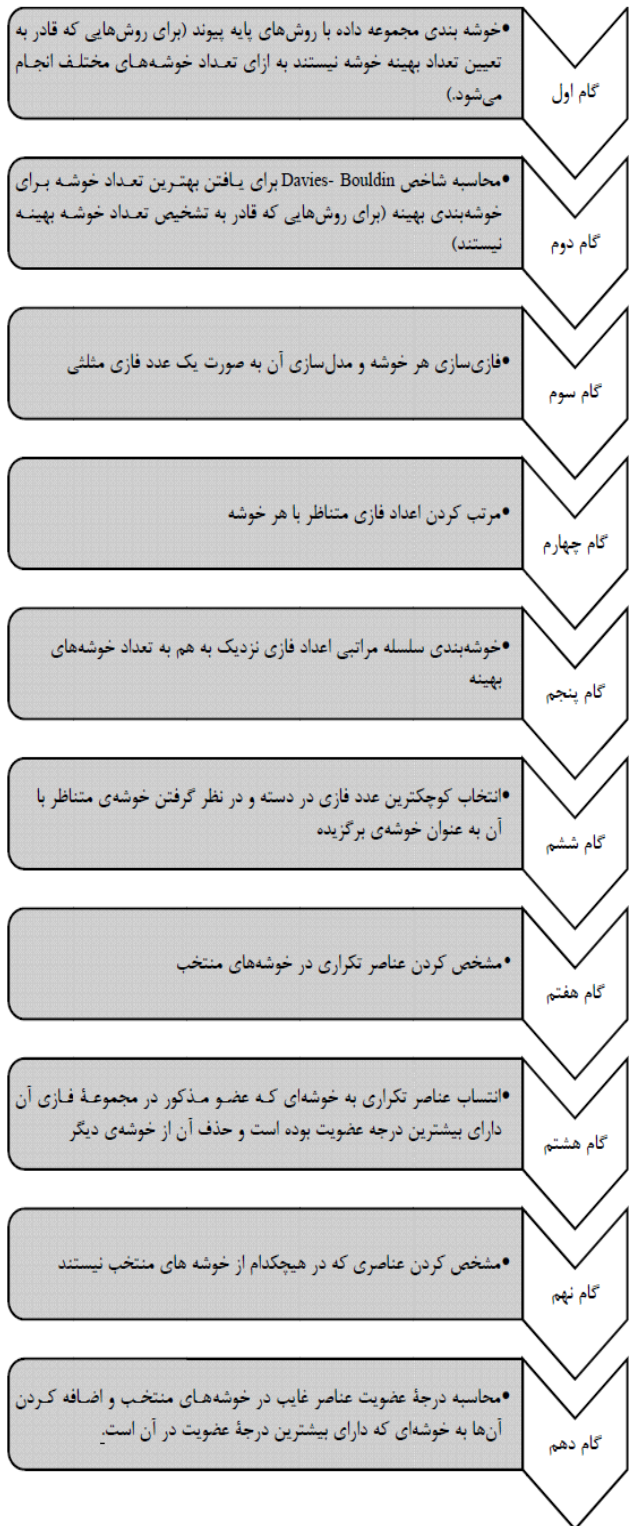 گام اول
•خوشه بندی مجموعه داده با روش‌های پایه پیوند (برای روش‌هایی که قادر به
تعیین تعداد بهینه خوشه نیستند به ازای تعداد خوشه‌های مختلف انجام
می‌شود.)
گام دوم
•محاسبه شاخص Davies- Bouldin برای یافتن بهترین تعداد خوشه برای
خوشه‌بندی بهینه (برای روش‌هایی که قادر به تشخیص تعداد خوشه بهینه
نیستند)
گام سوم
•فازی‌سازی هر خوشه و مدل‌سازی آن به صورت یک عدد فازی مثلثی
گام چهارم
•مرتب کردن اعداد فازی متناظر با هر خوشه
گام پنجم
•خوشه‌بندی سلسله مراتبی اعداد فازی نزدیک به هم به تعداد خوشه‌های
بهینه
گام ششم
•انتخاب کوچکترین عدد فازی در دسته و در نظر گرفتن خوشه‌ی متناظر با
آن به عنوان خوشه‌ی برگزیده
گام هفتم
•مشخص کردن عناصر تکراری در خوشه‌های منتخب
گام هشتم
•انتساب عناصر تکراری به خوشه‌ای که عضو مذکور در مجموعهٔ فازی آن
دارای بیشترین درجه عضویت بوده است و حذف آن از خوشه‌ی دیگر
گام نهم
•مشخص کردن عناصری که در هیچکدام از خوشه های منتخب نیستند
گام دهم
•محاسبه درجهٔ عضویت عناصر غایب در خوشه‌های منتخب و اضافه کردن
آن‌ها به خوشه‌ای که دارای بیشترین درجهٔ عضویت در آن است.